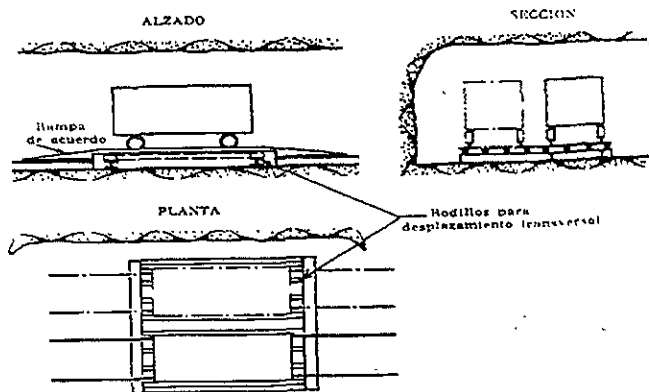 ALZADO
SECCION
Rampa
de acuerdo
PLANTA
Rodillos para
desplazamiento transversal